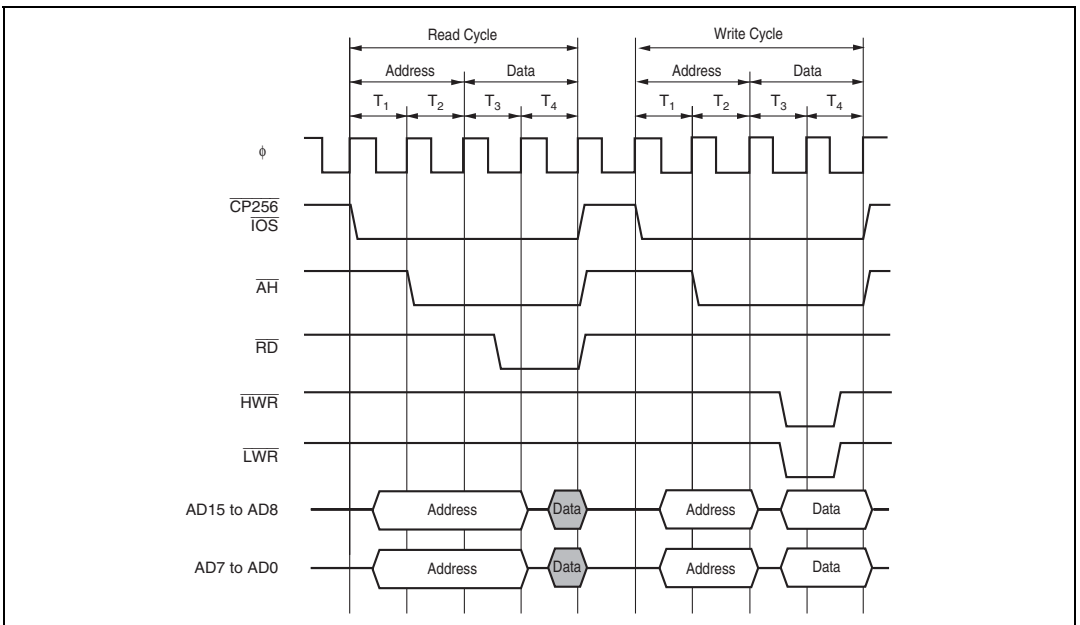 Read Cycle Write Cycle
Address Data Address Data
T1 T2 T3 T4 T1 T2 T3 T4
ϕ
CP256
IOS
AH
RD
HWR
LWR
AD15 to AD8 Address Data Address Data
AD7 to AD0 Address Data Address Data